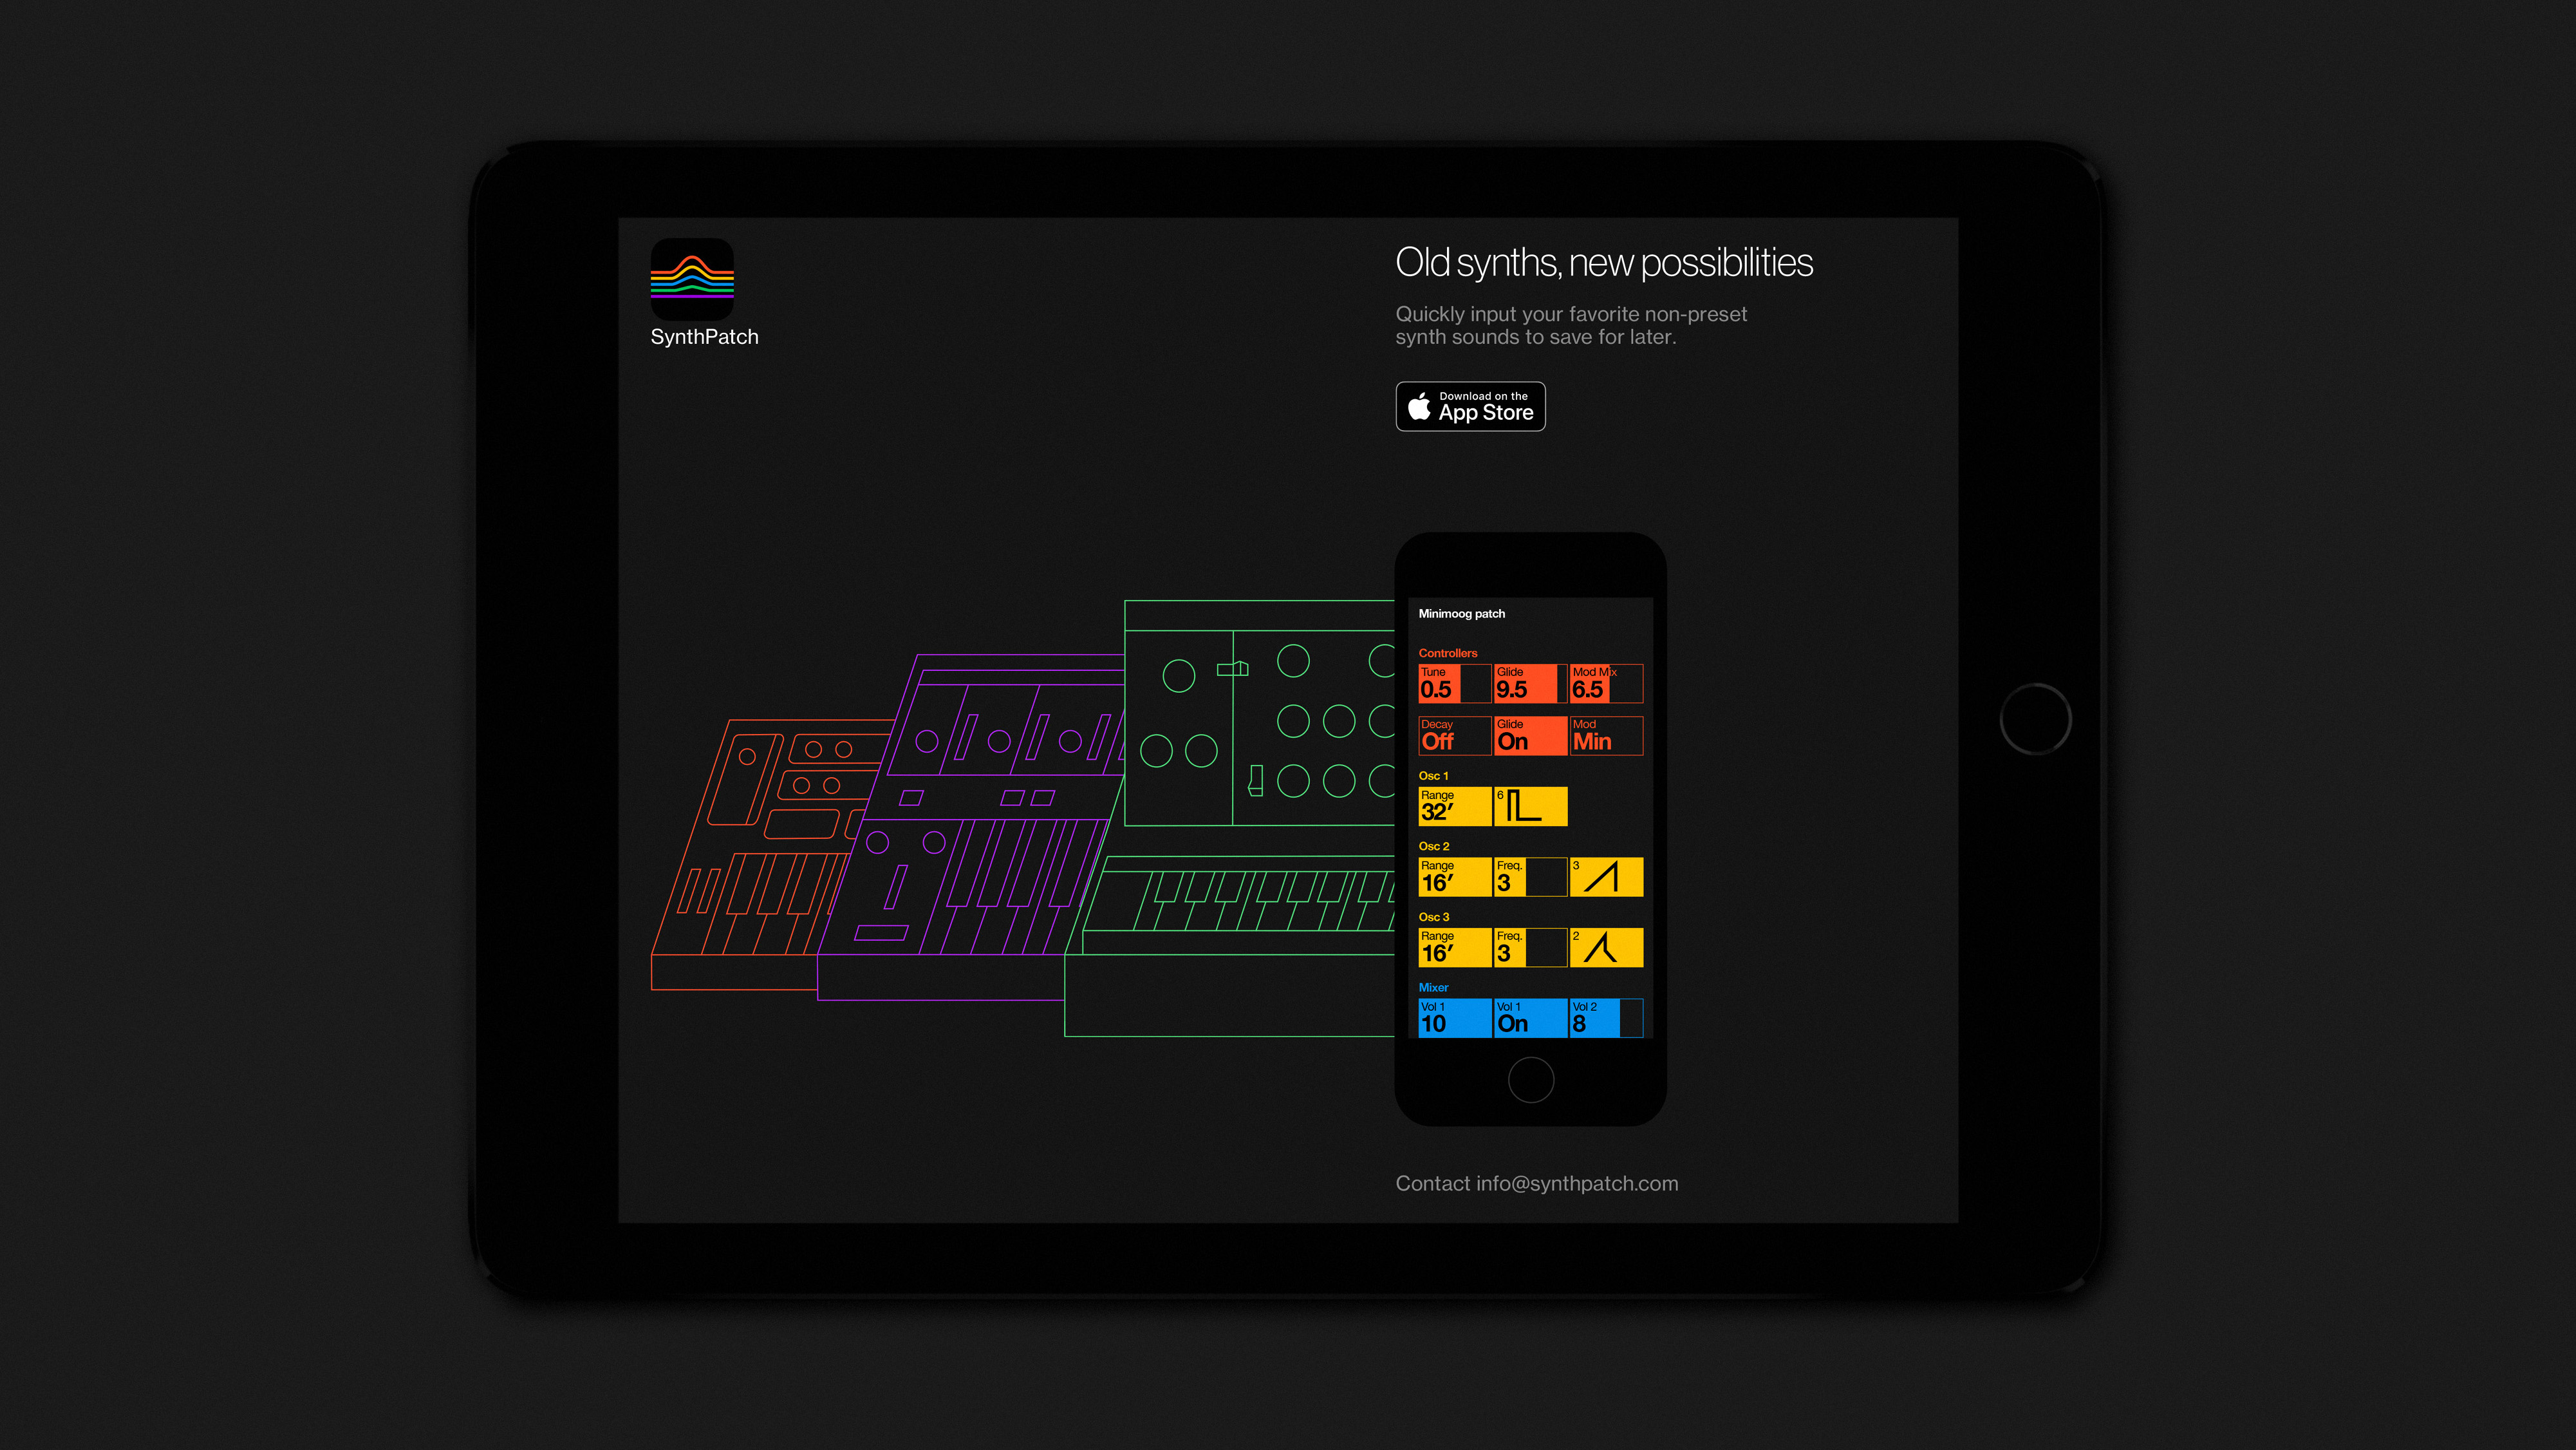 SynthPatch
Old synths, new possibilities
Quickly input your favorite non-preset
synth sounds to save for later.
Download on the
App Store
Minimoog patch
Controllers
Tune Glide Mod Mix
0.5 9.5 6.5
Decay Glide Mod
Off On Min
Osc 1
Range 6
32′
Osc 2
Range Freq. 3
16′ 3
Osc 3
Range Freq. 2
16′ 3
Mixer
Vol 1 Vol 1 Vol 2
10 On 8
Contact info@synthpatch.com